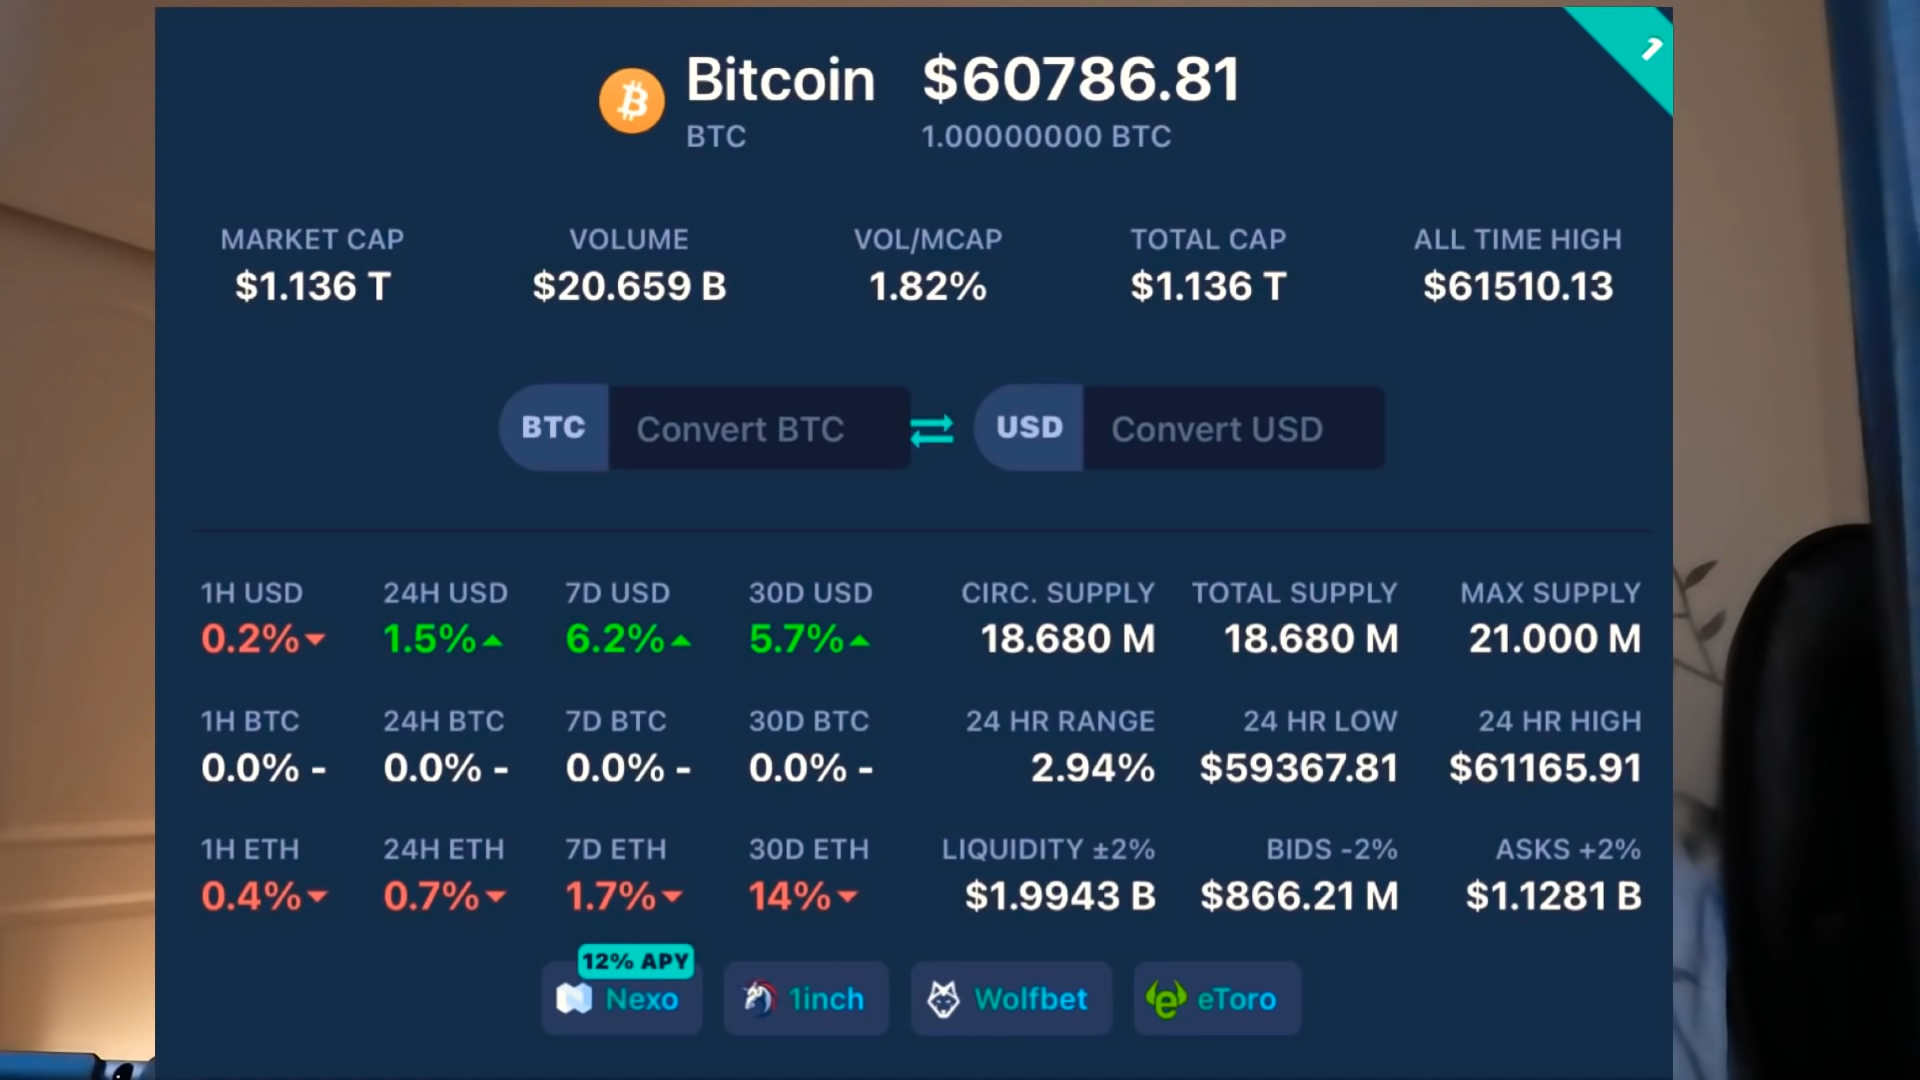 1
Bitcoin $60786.81
BTC 1.00000000 BTC
MARKET CAP VOLUME VOL/MCAP TOTAL CAP ALL TIME HIGH
$1.136 T $20.659 B 1.82% $1.136 T $61510.13
BTC Convert BTC USD Convert USD
1H USD 24H USD 7D USD 30D USD CIRC. SUPPLY TOTAL SUPPLY MAX SUPPLY
0.2% 1.5% 6.2% 5.7% 18.680 M 18.680 M 21.000 M
1H BTC 24H BTC 7D BTC 30D BTC 24 HR RANGE 24 HR LOW 24 HR HIGH
0.0% - 0.0% - 0.0% - 0.0% - 2.94% $59367.81 $61165.91
1H ETH 24H ETH 7D ETH 30D ETH LIQUIDITY ±2% BIDS -2% ASKS +2%
0.4% 0.7% 1.7% 14% $1.9943 B $866.21 M $1.1281 B
12% APY
Nexo 1inch Wolfbet eToro